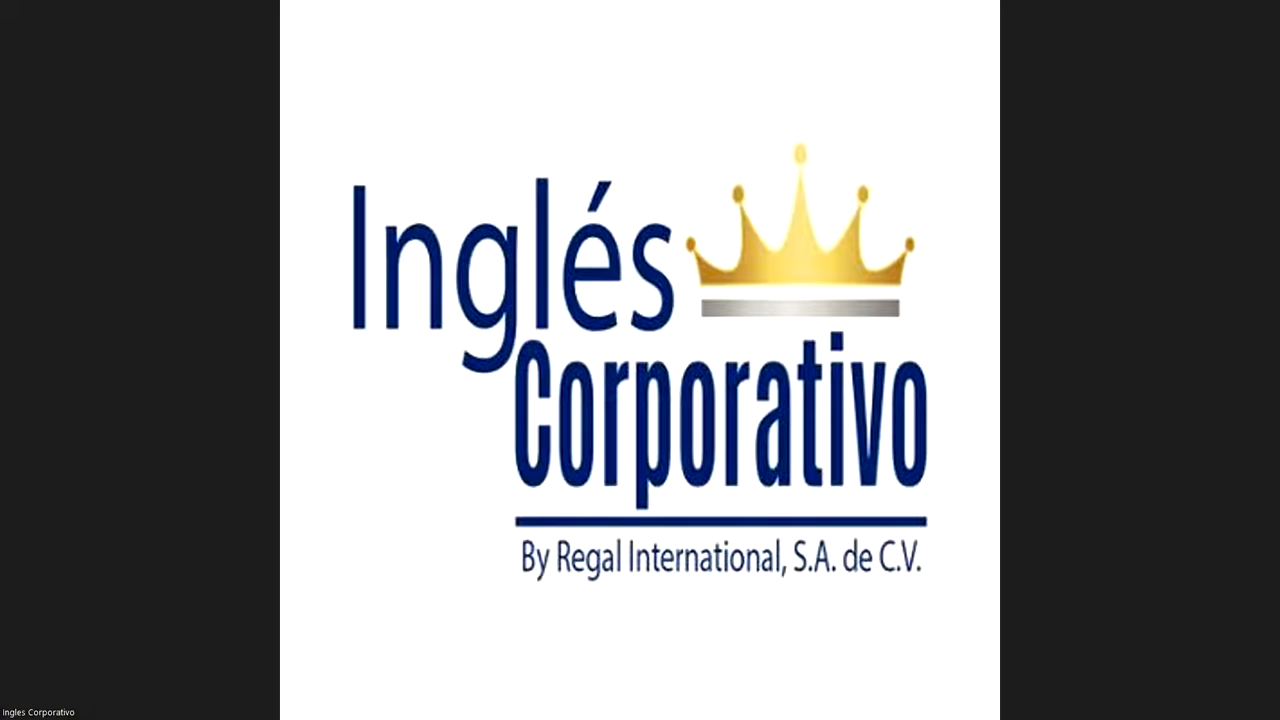 Inglés
Corporativo
By Regal International, S.A. de C.V.
Ingles Corporativo